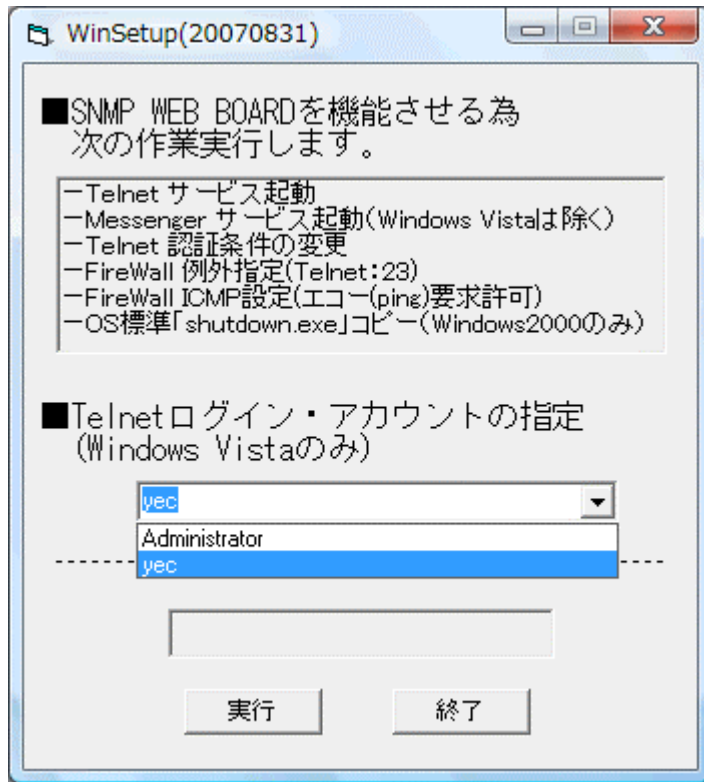 WinSetup(20070831)
■SNMP WEB BOARDを機能させる為
次の作業実行します。
ーTelnet サービス起動
ーMessenger サービス起動(Windows Vistaは除く)
ーTelnet 認証条件の変更
ーFireWall 例外指定(Telnet:23)
ーFireWall ICMP設定(エコー(ping)要求許可)
ーOS標準「shutdown.exe」コピー(Windows2000のみ)
■Telnetログイン・アカウントの指定
(Windows Vistaのみ)
yec
Administrator
yec
実行
終了